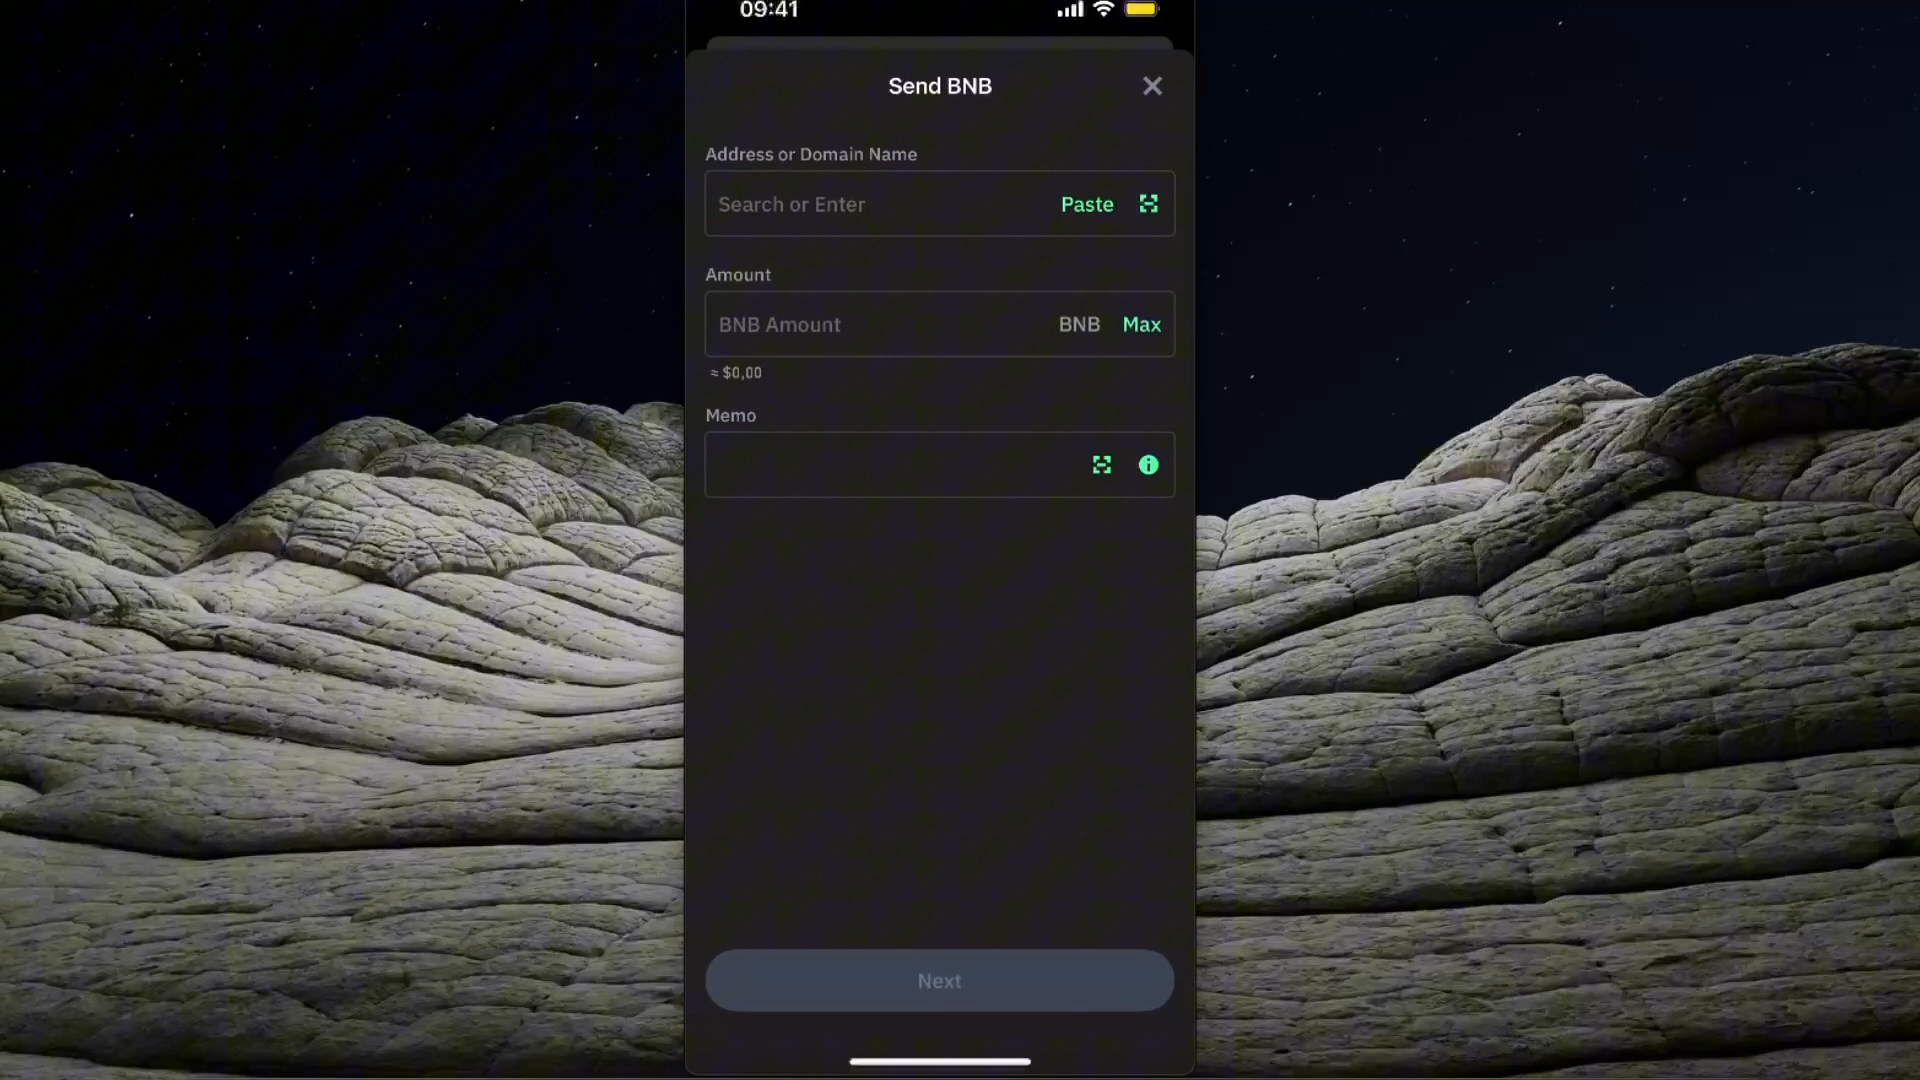 09:41
Send BNB
Address or Domain Name
Search or Enter Paste
Amount
BNB Amount BNB Max
≈ $0,00
Memo
Next